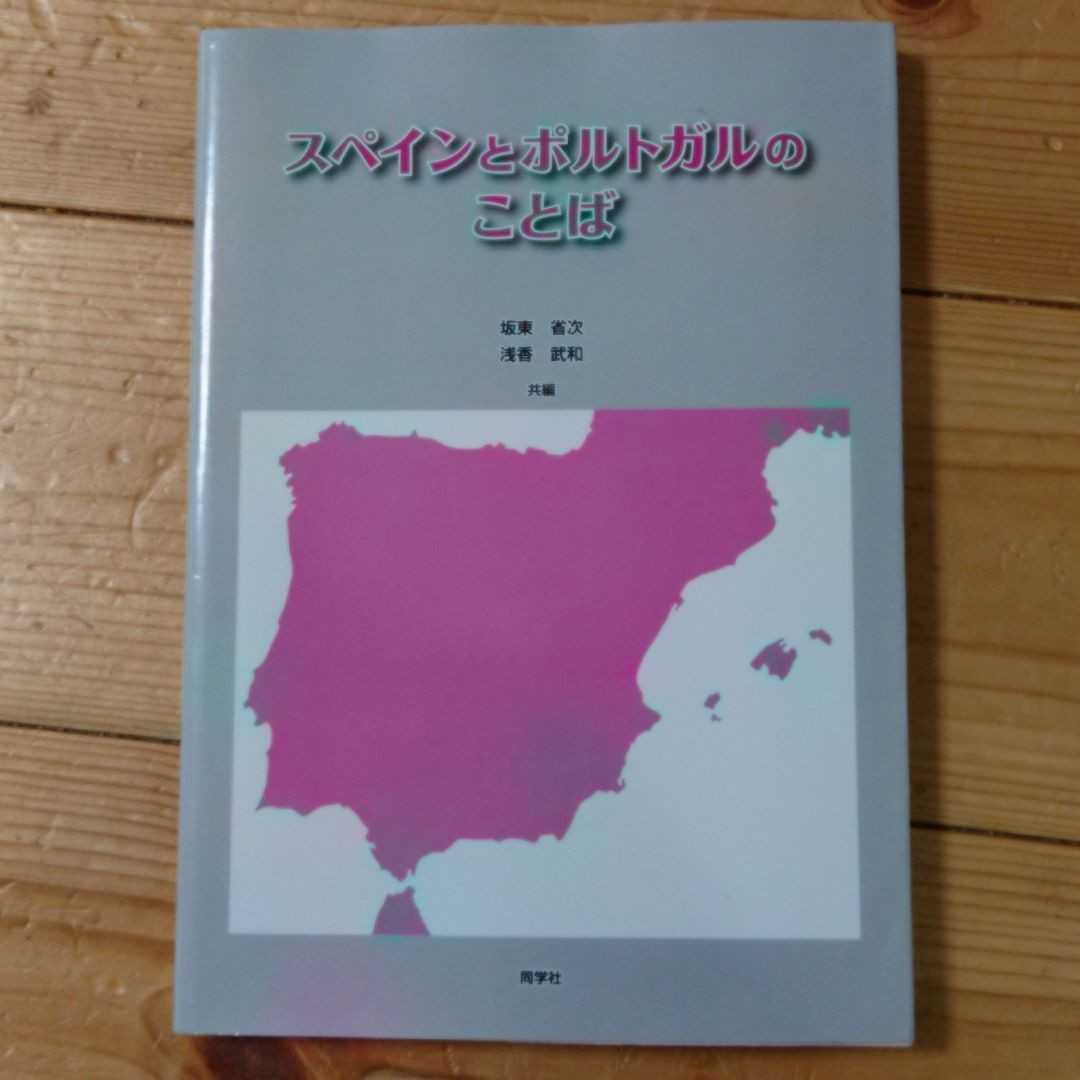 スペインとポルトガルの
ことば
坂東 省次
浅香 武和
共編
同学社